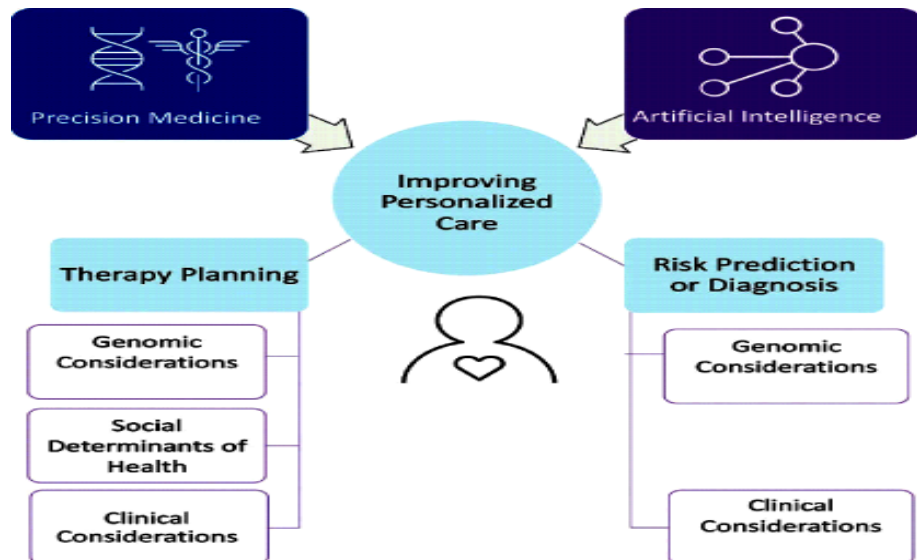 Precision Medicine
Artificial Intelligence
Improving
Personalized
Care
Therapy Planning
Genomic
Considerations
Social
Determinants of
Health
Clinical
Considerations
Risk Prediction
or Diagnosis
Genomic
Considerations
Clinical
Considerations